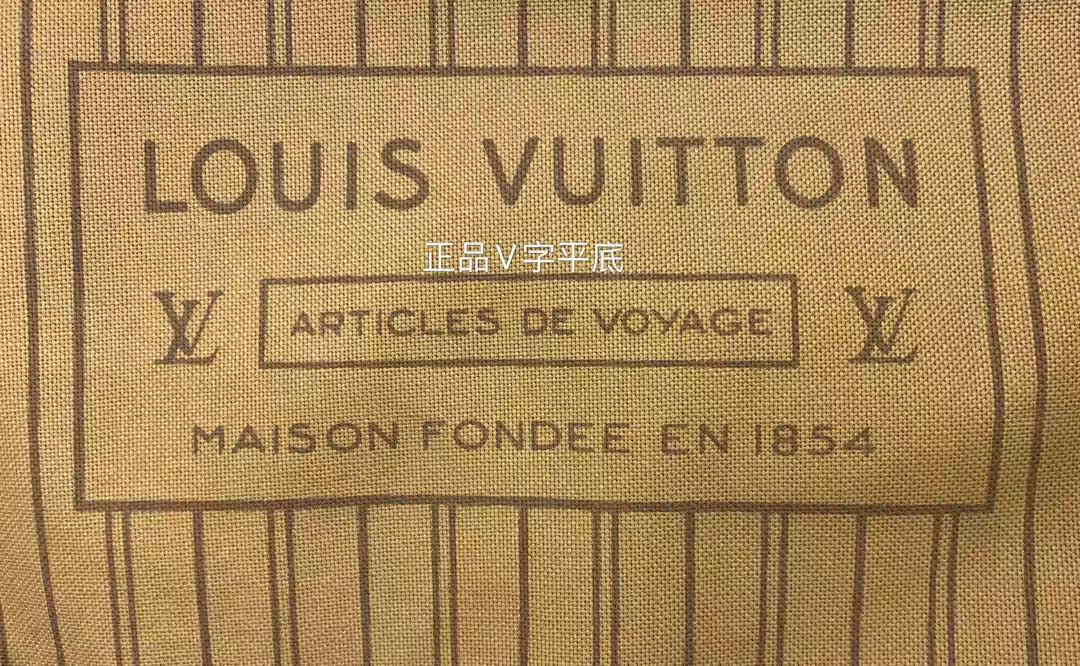 LOUIS VUITTON
正品V字平底
LV ARTICLES DE VOYAGE LV
MAISON FONDEE EN 1854